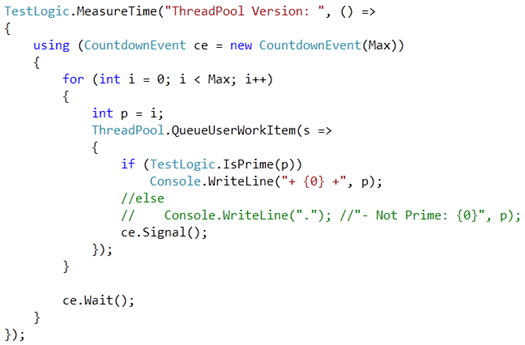 TestLogic.MeasureTime("ThreadPool Version: ", () =>
{
    using (CountdownEvent ce = new CountdownEvent(Max))
    {
        for (int i = 0; i < Max; i++)
        {
            int p = i;
            ThreadPool.QueueUserWorkItem(s =>
            {
                if (TestLogic.IsPrime(p))
                    Console.WriteLine("+ {0} +", p);
                //else
                //    Console.WriteLine("."); //"- Not Prime: {0}", p);
                ce.Signal();
            });
        }

        ce.Wait();
    }
});